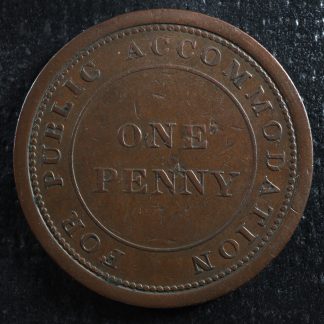 FOR PUBLIC ACCOMMODATION
ONE
PENNY